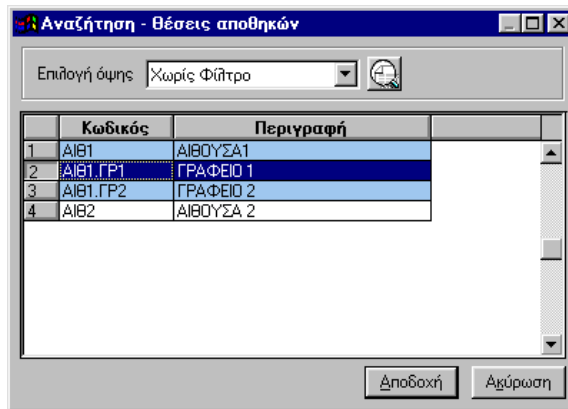 Αναζήτηση - Θέσεις αποθηκών
Επιλογή όψης Χωρίς Φίλτρο
Κωδικός Περιγραφή
1 ΑΙΘ1 ΑΙΘΟΥΣΑ1
2 ΑΙΘ1.ΓΡ1 ΓΡΑΦΕΙΟ 1
3 ΑΙΘ1.ΓΡ2 ΓΡΑΦΕΙΟ 2
4 ΑΙΘ2 ΑΙΘΟΥΣΑ 2
Αποδοχή Ακύρωση